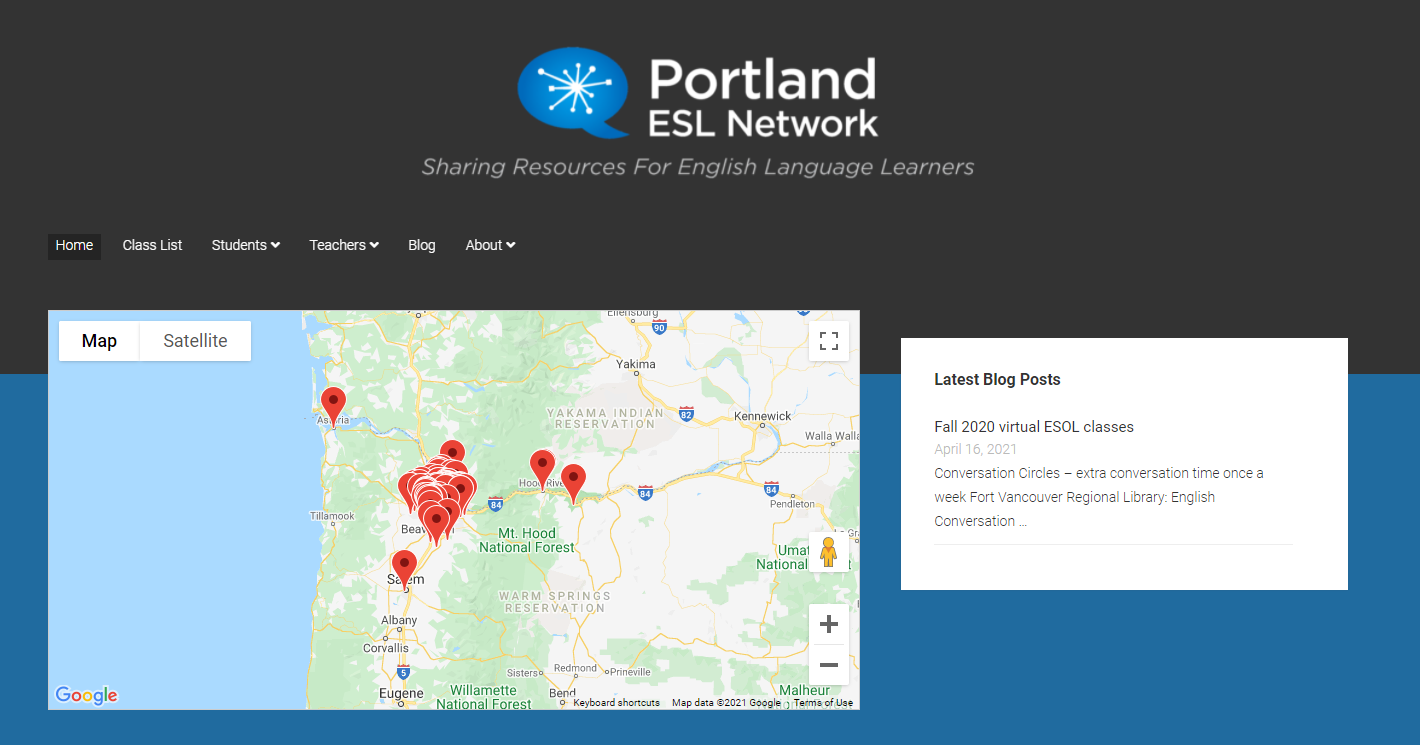 Portland
ESL Network
Sharing Resources For English Language Learners
Home Class List Students Teachers Blog About
Map Satellite
Ellensburg
90
Yakima
YAKAMA INDIAN
RESERVATION
82
Kennewick
Walla Walla
Astoria
Hood River
84
84
84
Pendleton
Tillamook
Mt. Hood
National Forest
Salem
WARM SPRINGS
RESERVATION
Albany
Corvallis
5
Sisters
Redmond
Prineville
Eugene
Willamette
National Forest
Bend
Malheur
National Forest
Google
Keyboard shortcuts
Map data ©2021 Google
Terms of Use
Latest Blog Posts
Fall 2020 virtual ESOL classes
April 16, 2021
Conversation Circles – extra conversation time once a
week Fort Vancouver Regional Library: English
Conversation …